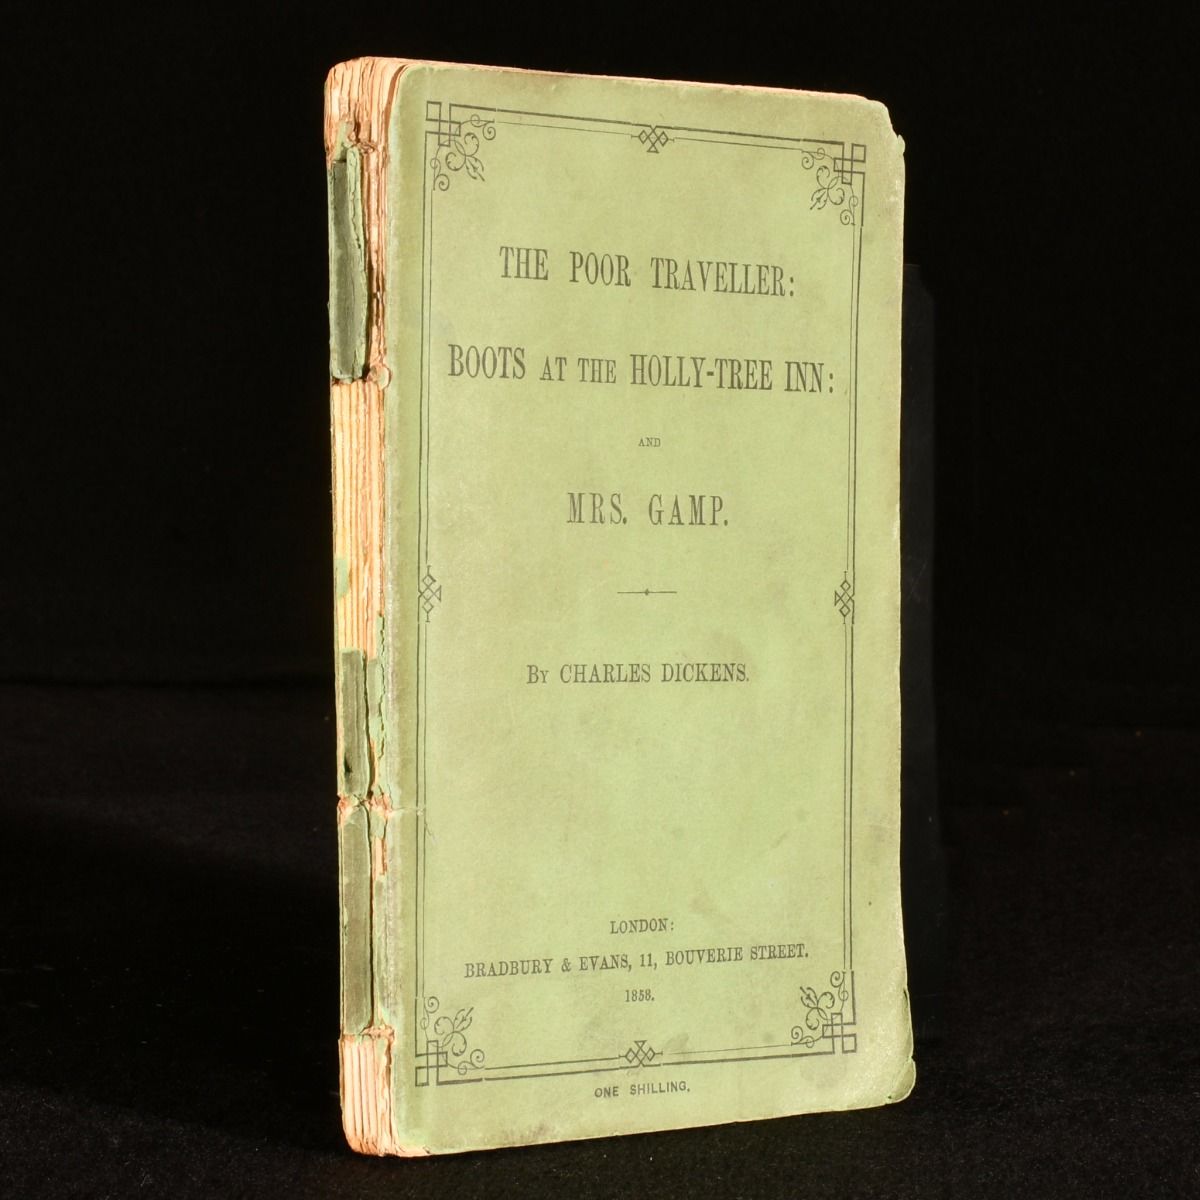 THE POOR TRAVELLER:
BOOTS AT THE HOLLY-TREE INN:
AND
MRS. GAMP.
BY CHARLES DICKENS.
LONDON:
BRADBURY & EVANS, 11, BOUVERIE STREET.
1858.
ONE SHILLING.